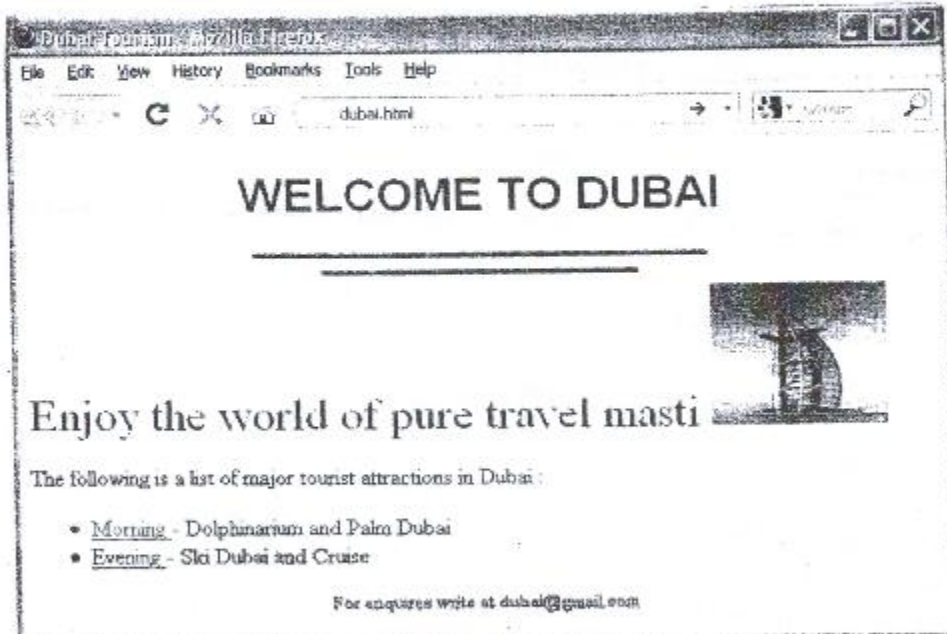 Dubai Tourism - Mozilla Firefox
File Edit View History Bookmarks Tools Help
dubai.html
WELCOME TO DUBAI
Enjoy the world of pure travel masti
The following is a list of major tourist attractions in Dubai :
Morning - Dolphinarium and Palm Dubai
Evening - Ski Dubai and Cruise
For enquires write at dubai@gmail.com